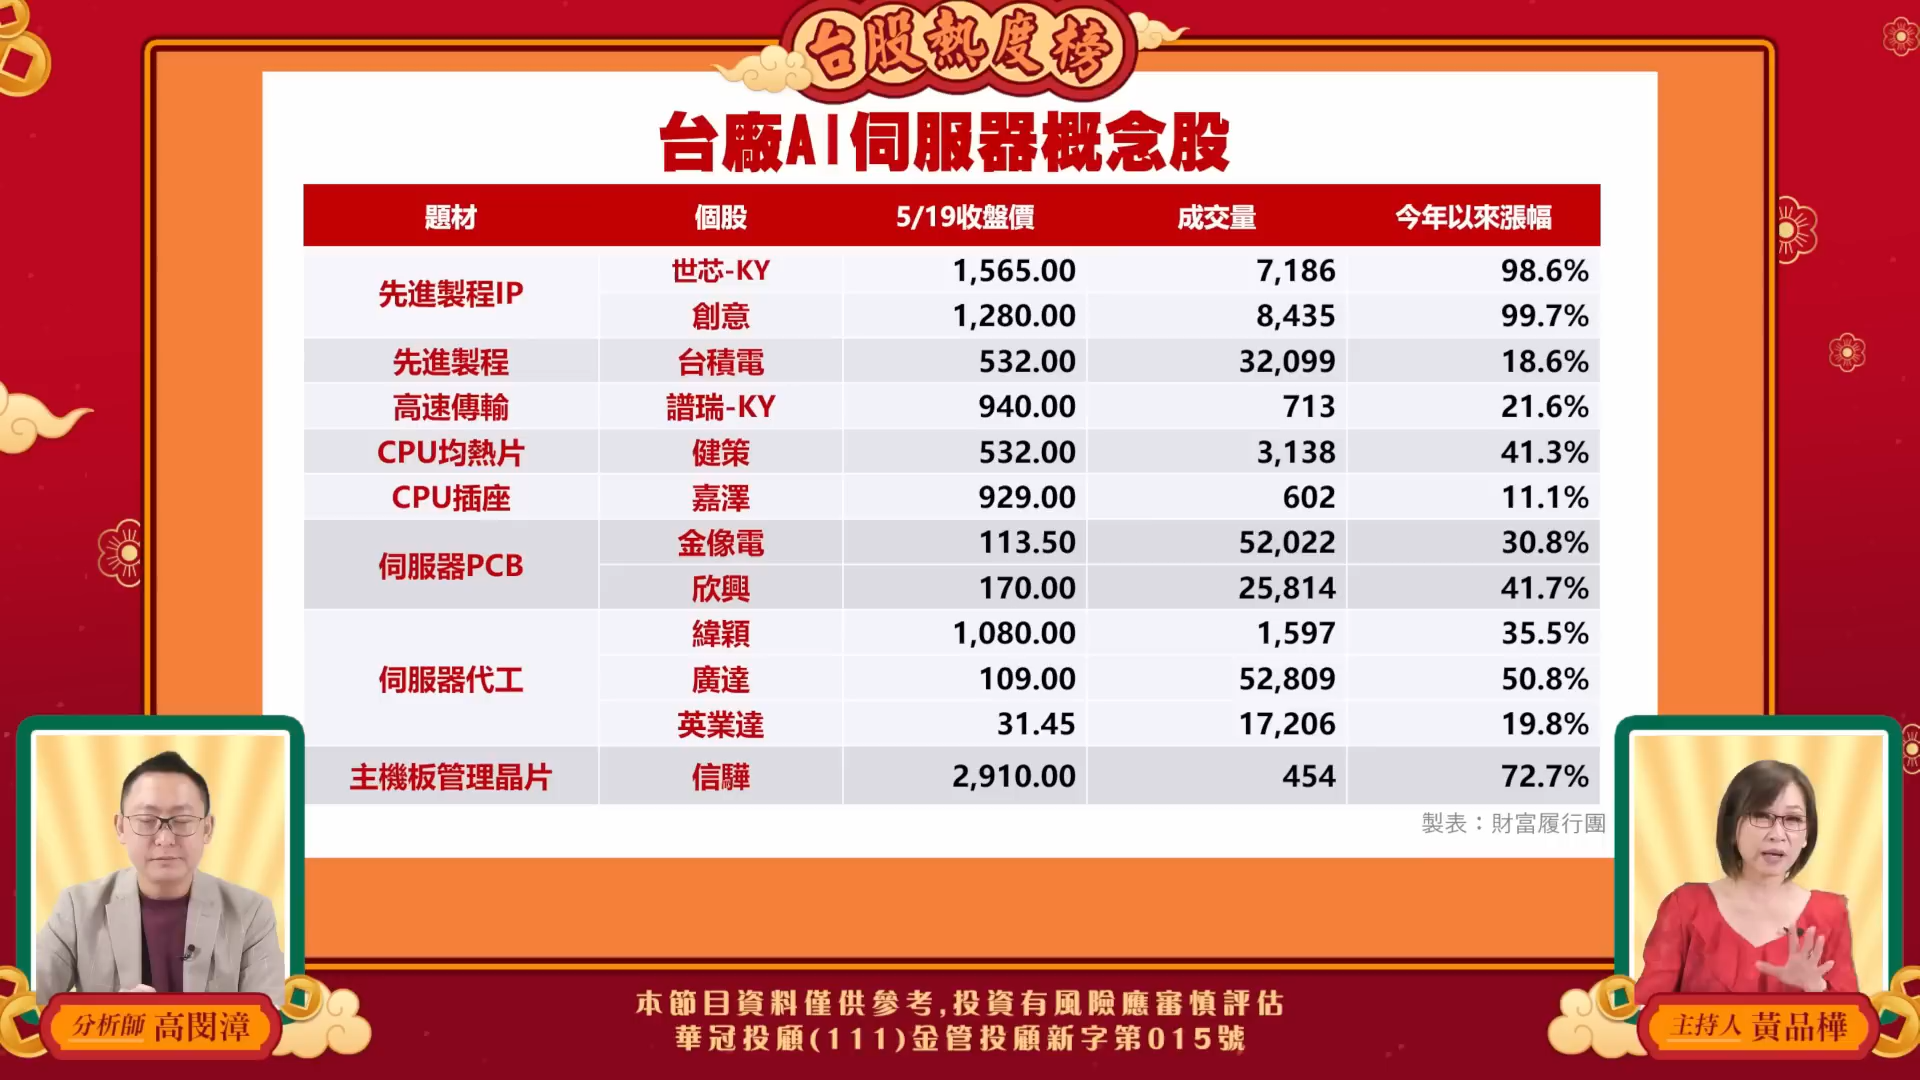 台股熱度榜
台廠AI伺服器概念股
題材 個股 5/19收盤價 成交量 今年以來漲幅
先進製程IP 世芯-KY 1,565.00 7,186 98.6%
創意 1,280.00 8,435 99.7%
先進製程 台積電 532.00 32,099 18.6%
高速傳輸 譜瑞-KY 940.00 713 21.6%
CPU均熱片 健策 532.00 3,138 41.3%
CPU插座 嘉澤 929.00 602 11.1%
伺服器PCB 金像電 113.50 52,022 30.8%
欣興 170.00 25,814 41.7%
伺服器代工 緯穎 1,080.00 1,597 35.5%
廣達 109.00 52,809 50.8%
英業達 31.45 17,206 19.8%
主機板管理晶片 信驊 2,910.00 454 72.7%
製表：財富履行團
分析師 高閔漳
主持人 黃品樺
本節目資料僅供參考,投資有風險應審慎評估
華冠投顧(111)金管投顧新字第015號